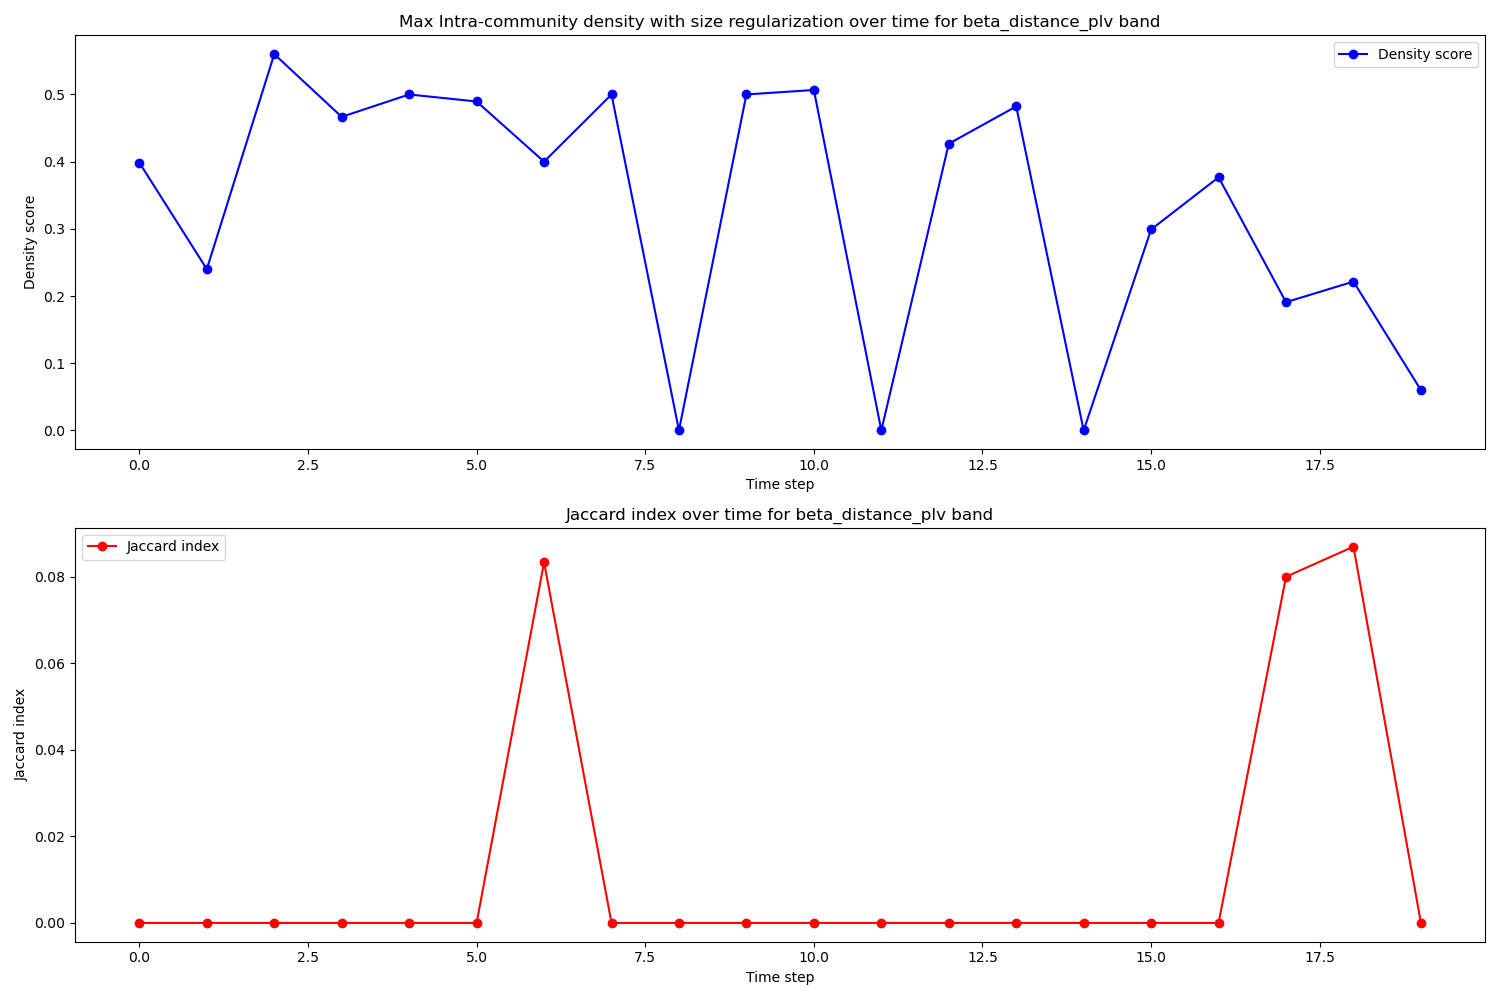 Max Intra-community density with size regularization over time for beta_distance_plv band
Density score
Density score
0.5
0.4
0.3
0.2
0.1
0.0
0.0 2.5 5.0 7.5 10.0 12.5 15.0 17.5
Time step
Jaccard index over time for beta_distance_plv band
Jaccard index
Jaccard index
0.08
0.06
0.04
0.02
0.00
0.0 2.5 5.0 7.5 10.0 12.5 15.0 17.5
Time step